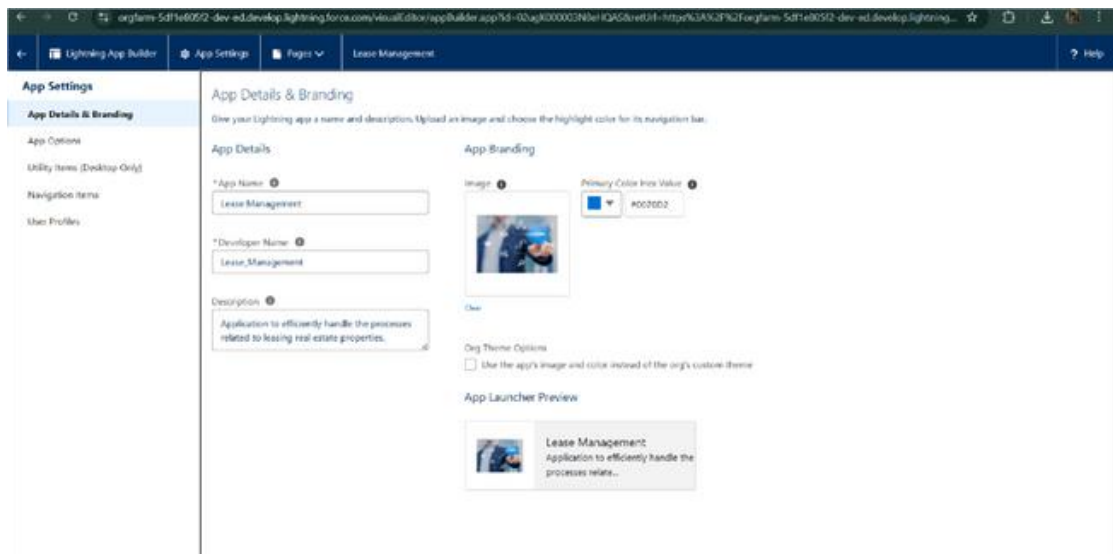 Lightning App Builder
App Settings
Pages
Lease Management
? Help
App Settings
App Details & Branding
App Options
Utility Items (Desktop Only)
Navigation Items
User Profiles
App Details & Branding
Give your Lightning app a name and description. Upload an image and choose the highlight color for its navigation bar.
App Details
App Branding
*App Name
Lease Management
*Developer Name
Lease_Management
Description
Application to efficiently handle the processes
related to leasing real estate properties.
Image
Primary Color Hex Value
#0070D2
Clear
Org Theme Options
Use the app's image and color instead of the org's custom theme
App Launcher Preview
Lease Management
Application to efficiently handle the
processes relate...